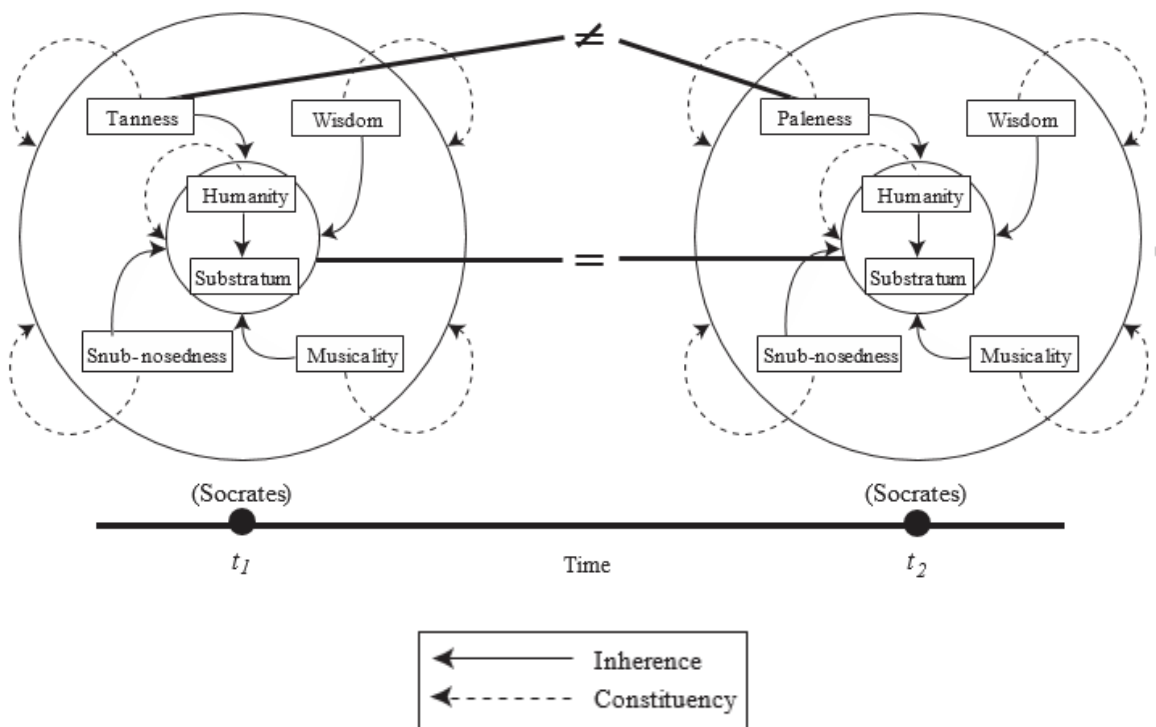 ≠
Tanness
Wisdom
Paleness
Wisdom
Humanity
Humanity
Substratum
=
Substratum
Snub-nosedness
Musicality
Snub-nosedness
Musicality
(Socrates)
(Socrates)
t1
Time
t2
Inherence
Constituency